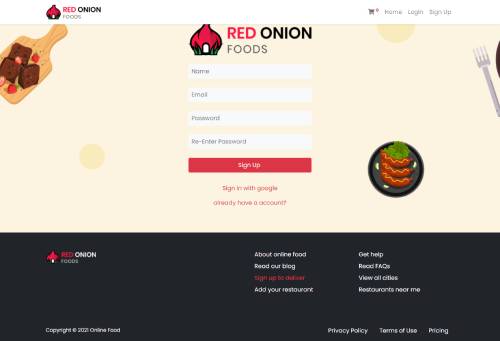 RED ONION
FOODS
0
Home
Login
Sign Up
RED ONION
FOODS
Name
Email
Password
Re-Enter Password
Sign Up
Sign in with google
already have a account?
RED ONION
FOODS
About online food
Read our blog
Sign up to deliver
Add your restaurant
Get help
Read FAQs
View all cities
Restaurants near me
Copyright © 2021 Online Food
Privacy Policy
Terms of Use
Pricing